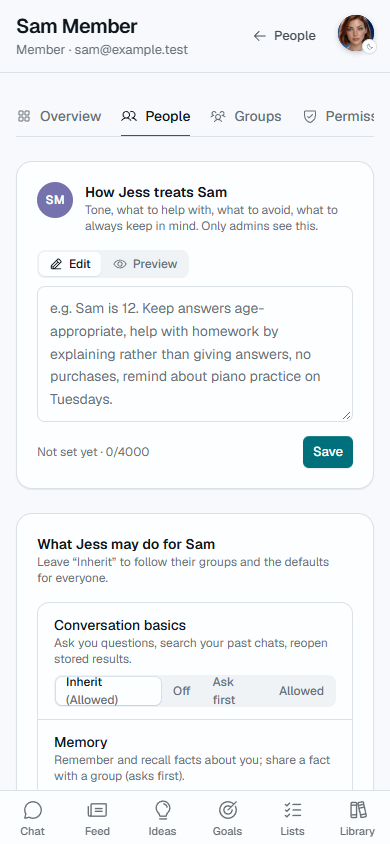 Sam Member
Member · sam@example.test
People
Overview
People
Groups
Permiss
SM
How Jess treats Sam
Tone, what to help with, what to avoid, what to
always keep in mind. Only admins see this.
Edit
Preview
e.g. Sam is 12. Keep answers age-
appropriate, help with homework by
explaining rather than giving answers, no
purchases, remind about piano practice on
Tuesdays.
Not set yet · 0/4000
Save
What Jess may do for Sam
Leave “Inherit” to follow their groups and the defaults
for everyone.
Conversation basics
Ask you questions, search your past chats, reopen
stored results.
Inherit
(Allowed)
Off
Ask
first
Allowed
Memory
Remember and recall facts about you; share a fact
with a group (asks first).
Chat
Feed
Ideas
Goals
Lists
Library